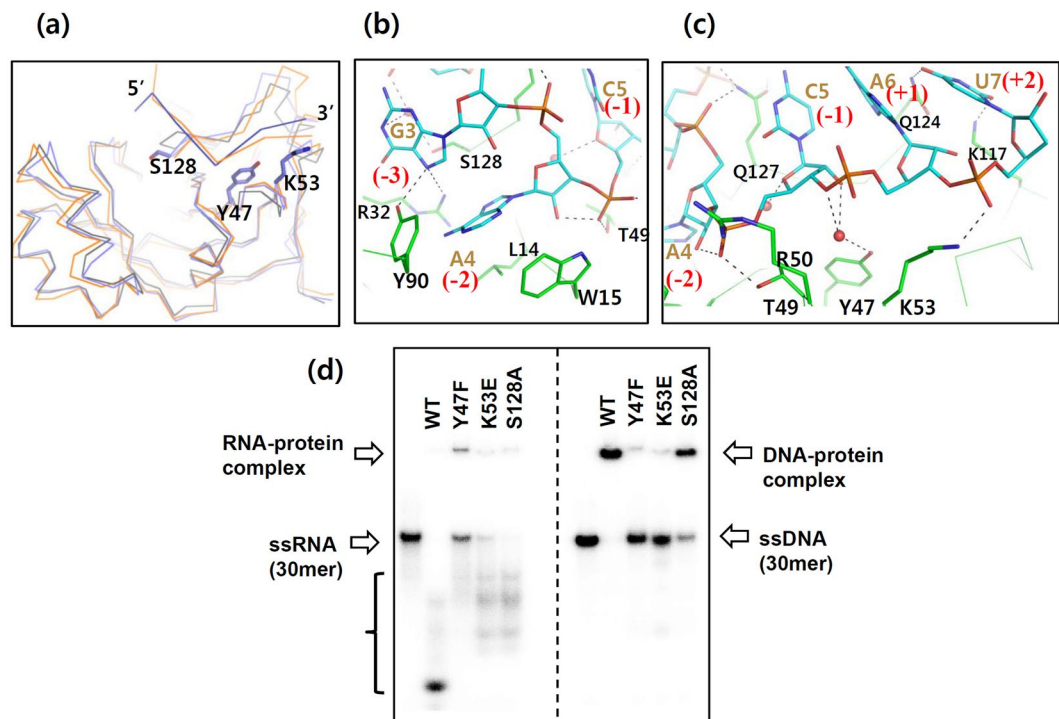 (a)
5′
3′
S128
K53
Y47
(b)
C5
(-1)
G3
S128
(-3)
R32
T49
A4
L14
(-2)
Y90
W15
(c)
C5
A6
U7
(+2)
(-1)
(+1)
Q124
Q127
K117
A4
R50
(-2)
T49
Y47
K53
(d)
WT
Y47F
K53E
S128A
WT
Y47F
K53E
S128A
RNA-protein
complex
DNA-protein
complex
ssRNA
(30mer)
ssDNA
(30mer)